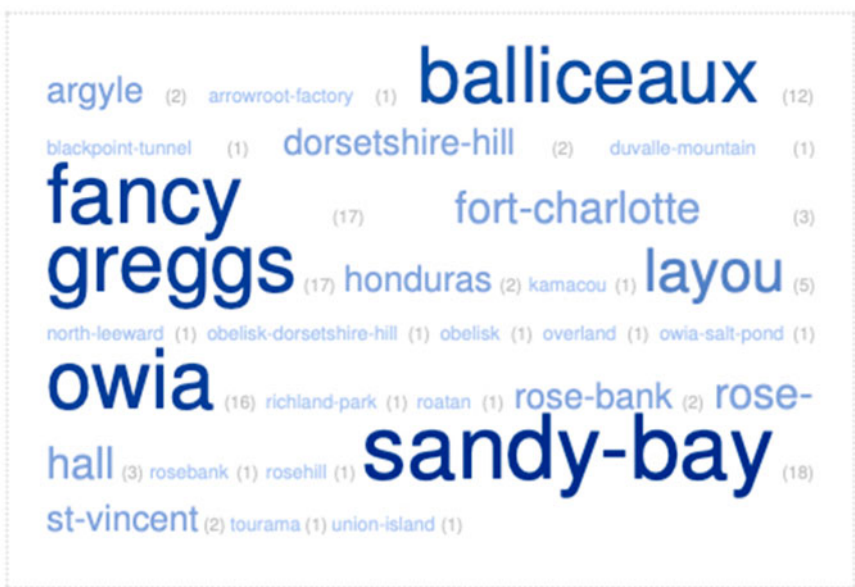 argyle (2) arrowroot-factory (1) balliceaux (12)
blackpoint-tunnel (1) dorsetshire-hill (2) duvalle-mountain (1)
fancy (17) fort-charlotte (3)
greggs (17) honduras (2) kamacou (1) layou (5)
north-leeward (1) obelisk-dorsetshire-hill (1) obelisk (1) overland (1) owia-salt-pond (1)
owia (16) richland-park (1) roatan (1) rose-bank (2) rose-
hall (3) rosebank (1) rosehill (1) sandy-bay (18)
st-vincent (2) tourama (1) union-island (1)